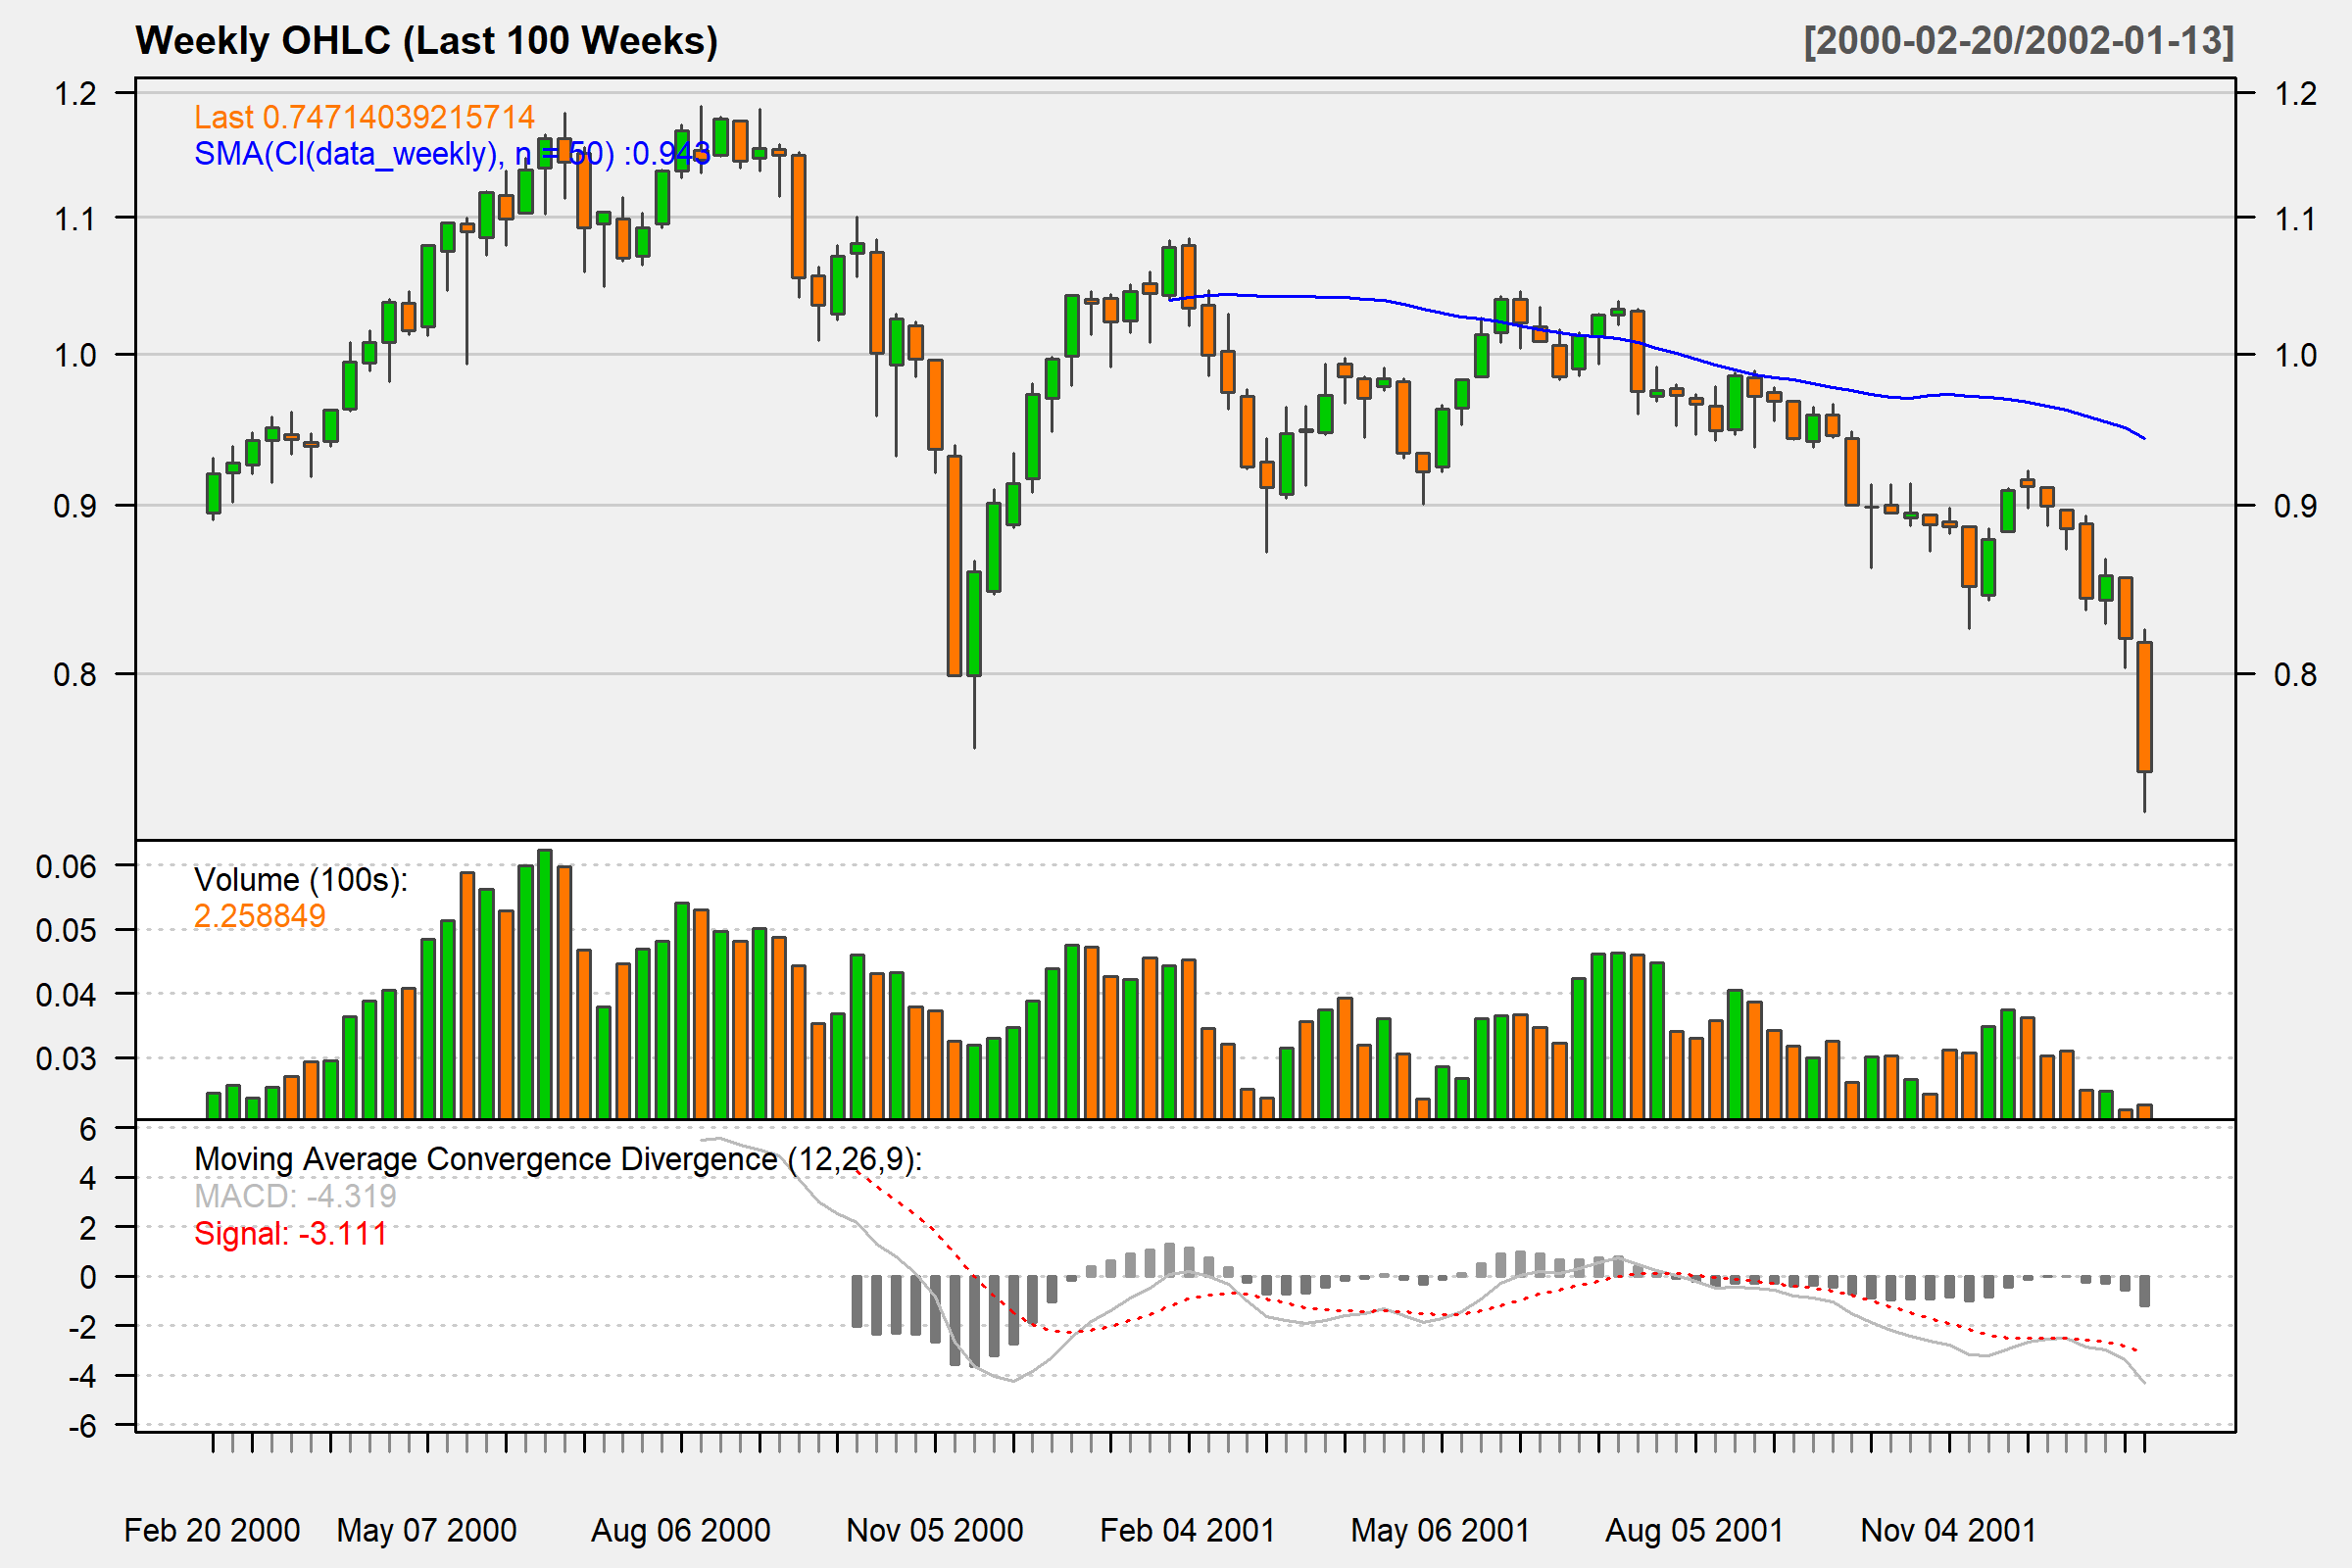 Weekly OHLC (Last 100 Weeks) [2000-02-20/2002-01-13]
1.2 1.2
Last 0.74714039215714
SMA(Cl(data_weekly), n = 50) :0.943
1.1 1.1
1.0 1.0
0.9 0.9
0.8 0.8
0.06
Volume (100s):
2.258849
0.05
0.04
0.03
6
Moving Average Convergence Divergence (12,26,9):
4
MACD: -4.319
2
Signal: -3.111
0
-2
-4
-6
Feb 20 2000 May 07 2000 Aug 06 2000 Nov 05 2000 Feb 04 2001 May 06 2001 Aug 05 2001 Nov 04 2001